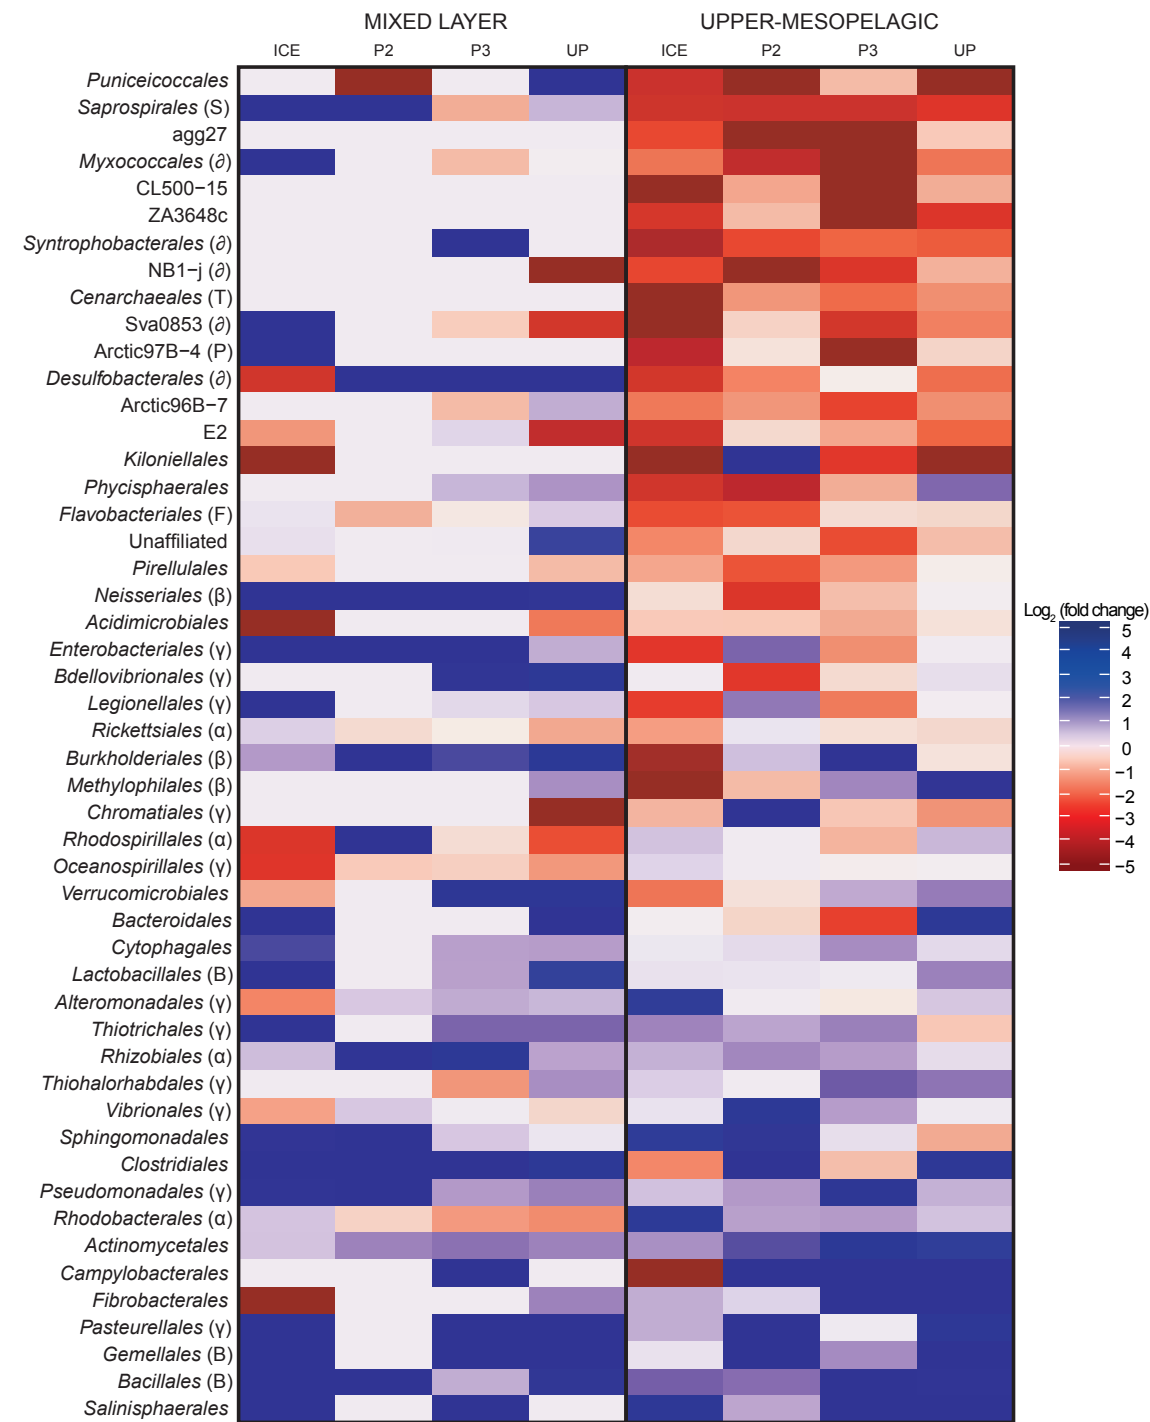 MIXED LAYER UPPER-MESOPELAGIC
ICE P2 P3 UP ICE P2 P3 UP
Puniceicoccales
Saprospirales (S)
agg27
Myxococcales (∂)
CL500−15
ZA3648c
Syntrophobacterales (∂)
NB1−j (∂)
Cenarchaeales (T)
Sva0853 (∂)
Arctic97B−4 (P)
Desulfobacterales (∂)
Arctic96B−7
E2
Kiloniellales
Phycisphaerales
Flavobacteriales (F)
Unaffiliated
Pirellulales
Neisseriales (β)
Acidimicrobiales
Enterobacteriales (γ)
Bdellovibrionales (γ)
Legionellales (γ)
Rickettsiales (α)
Burkholderiales (β)
Methylophilales (β)
Chromatiales (γ)
Rhodospirillales (α)
Oceanospirillales (γ)
Verrucomicrobiales
Bacteroidales
Cytophagales
Lactobacillales (B)
Alteromonadales (γ)
Thiotrichales (γ)
Rhizobiales (α)
Thiohalorhabdales (γ)
Vibrionales (γ)
Sphingomonadales
Clostridiales
Pseudomonadales (γ)
Rhodobacterales (α)
Actinomycetales
Campylobacterales
Fibrobacterales
Pasteurellales (γ)
Gemellales (B)
Bacillales (B)
Salinisphaerales
Log₂ (fold change)
5
4
3
2
1
0
−1
−2
−3
−4
−5